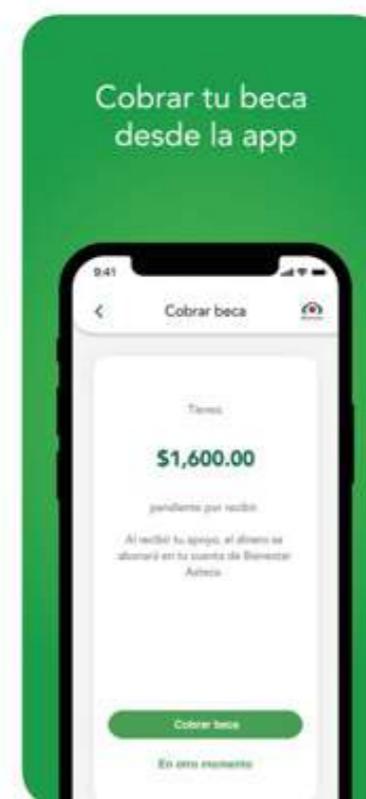 Cobrar tu beca
desde la app
9:41
Cobrar beca
Tienes
$1,600.00
pendiente por recibir
Al recibir tu apoyo, el dinero se
abonará en tu cuenta de Bienestar
Azteca
Cobrar beca
En otro momento